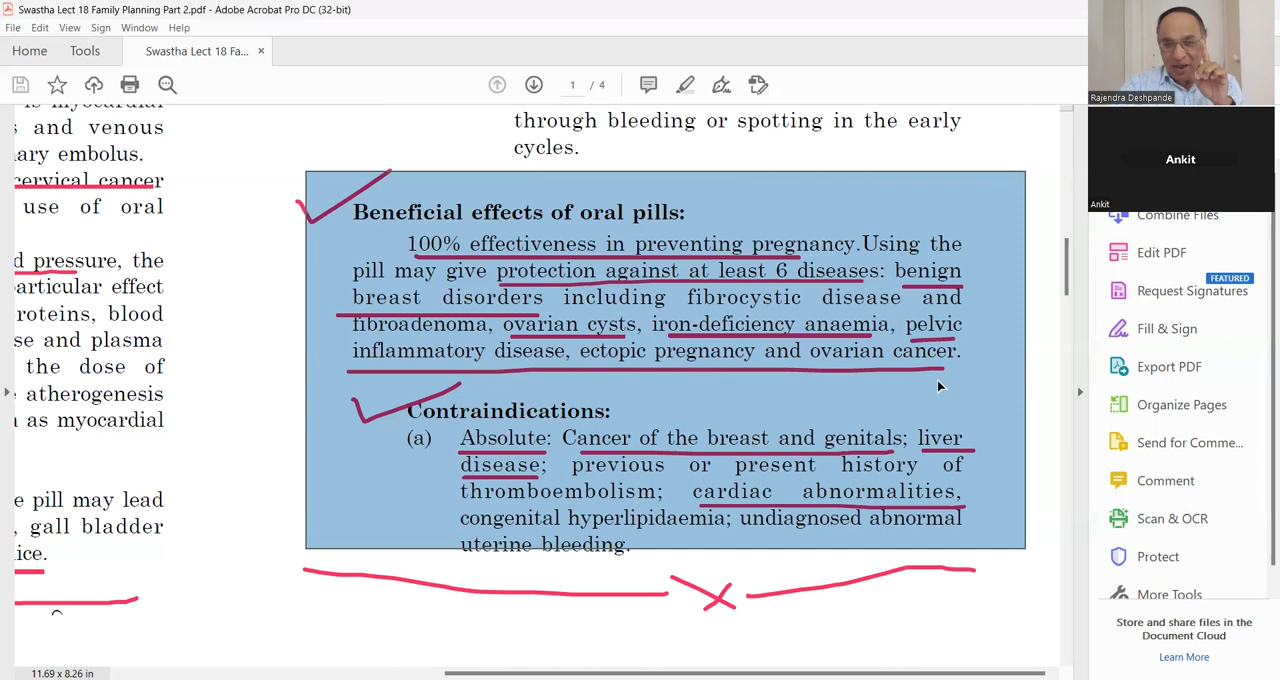 Swastha Lect 18 Family Planning Part 2.pdf - Adobe Acrobat Pro DC (32-bit)
File Edit View Sign Window Help
Home Tools Swastha Lect 18 Fa... ×
1 / 4
is myocardial
s and venous
ary embolus.
cervical cancer
use of oral
d pressure, the
articular effect
roteins, blood
se and plasma
the dose of
atherogenesis
as myocardial
e pill may lead
, gall bladder
ice.
through bleeding or spotting in the early
cycles.
Beneficial effects of oral pills:
100% effectiveness in preventing pregnancy.Using the
pill may give protection against at least 6 diseases: benign
breast disorders including fibrocystic disease and
fibroadenoma, ovarian cysts, iron-deficiency anaemia, pelvic
inflammatory disease, ectopic pregnancy and ovarian cancer.
Contraindications:
(a) Absolute: Cancer of the breast and genitals; liver
disease; previous or present history of
thromboembolism; cardiac abnormalities,
congenital hyperlipidaemia; undiagnosed abnormal
uterine bleeding.
11.69 x 8.26 in
Rajendra Deshpande
Ankit
Ankit
Combine Files
Edit PDF
FEATURED
Request Signatures
Fill & Sign
Export PDF
Organize Pages
Send for Comme...
Comment
Scan & OCR
Protect
More Tools
Store and share files in the
Document Cloud
Learn More